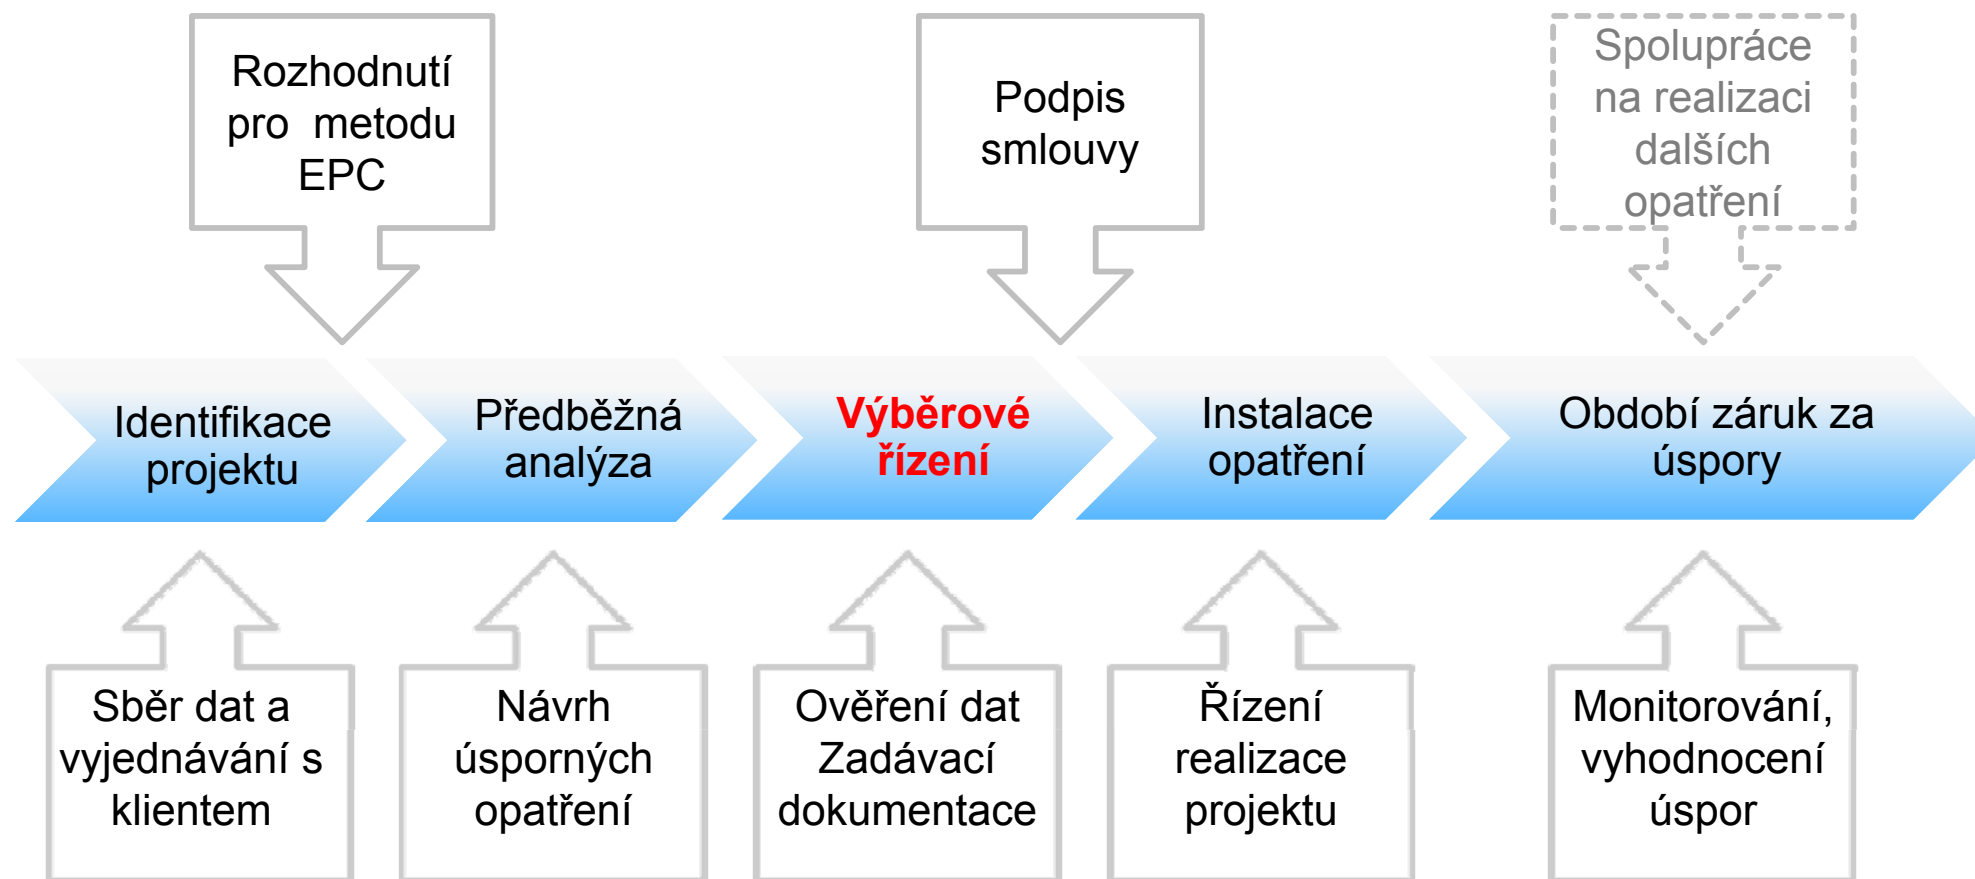 Rozhodnutí
pro metodu
EPC
Podpis
smlouvy
Spolupráce
na realizaci
dalších
opatření
Identifikace
projektu
Předběžná
analýza
Výběrové
řízení
Instalace
opatření
Období záruk za
úspory
Sběr dat a
vyjednávání s
klientem
Návrh
úsporných
opatření
Ověření dat
Zadávací
dokumentace
Řízení
realizace
projektu
Monitorování,
vyhodnocení
úspor